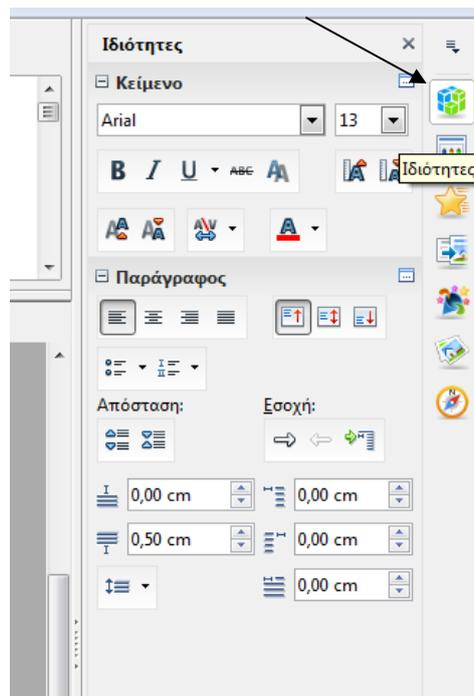 Ιδιότητες
Κείμενο
Arial 13
B I U ABC A
Ιδιότητες
Παράγραφος
Απόσταση: Εσοχή:
0,00 cm 0,00 cm
0,50 cm 0,00 cm
0,00 cm